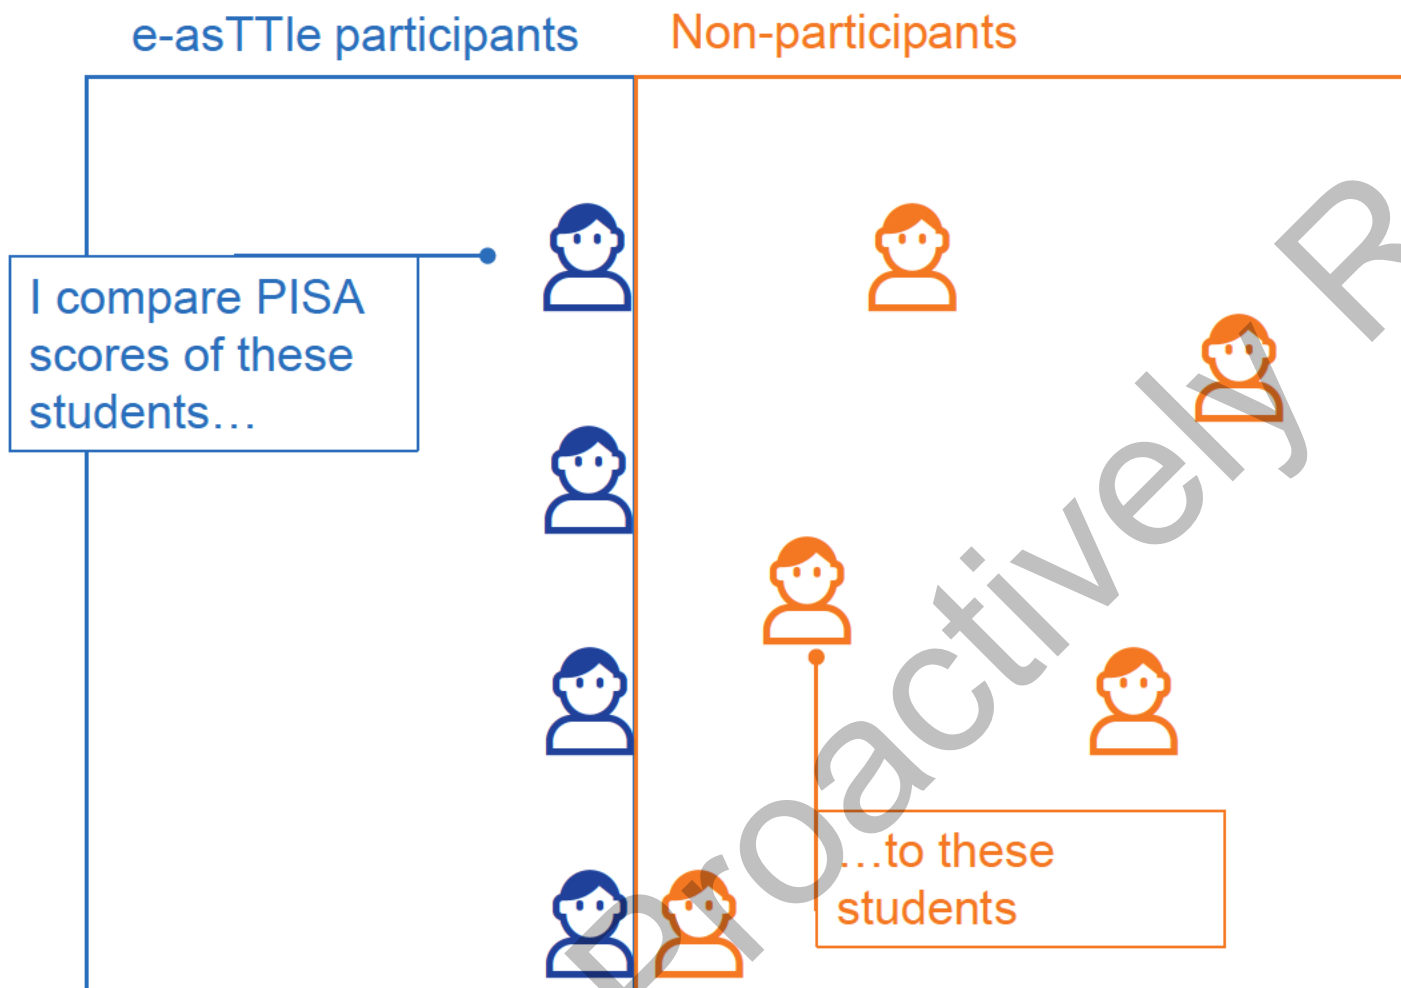 e-asTTle participants
Non-participants
I compare PISA
scores of these
students…
…to these
students
Proactively R